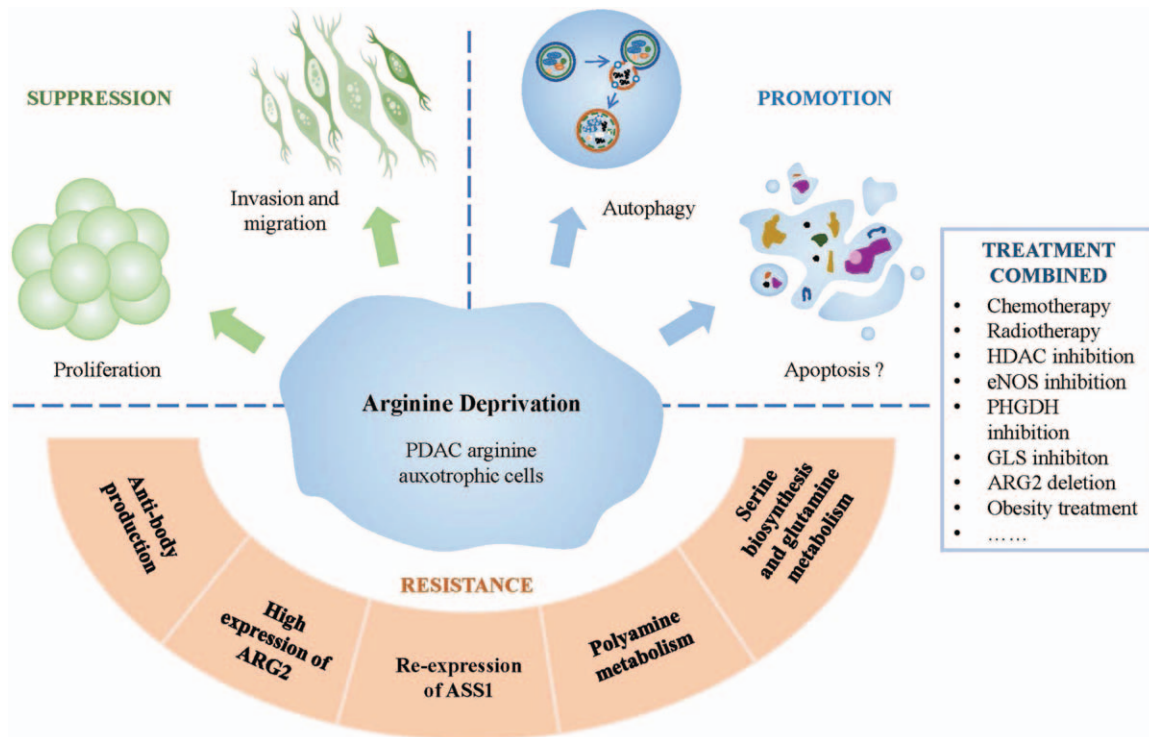 SUPPRESSION
Invasion and
migration
Proliferation
PROMOTION
Autophagy
Apoptosis ?
Arginine Deprivation
PDAC arginine
auxotrophic cells
RESISTANCE
Anti-body
production
High
expression of
ARG2
Re-expression
of ASS1
Polyamine
metabolism
Serine
biosynthesis
and glutamine
metabolism
TREATMENT
COMBINED
• Chemotherapy
• Radiotherapy
• HDAC inhibition
• eNOS inhibition
• PHGDH
inhibition
• GLS inhibiton
• ARG2 deletion
• Obesity treatment
• ……